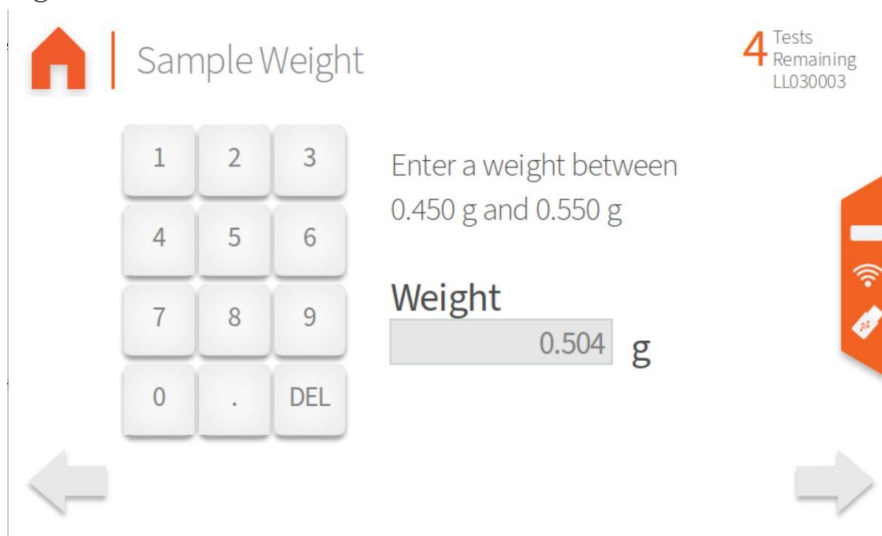 Sample Weight
4 Tests
Remaining
LL030003
1 2 3
4 5 6
7 8 9
0 . DEL
Enter a weight between
0.450 g and 0.550 g
Weight
0.504 g